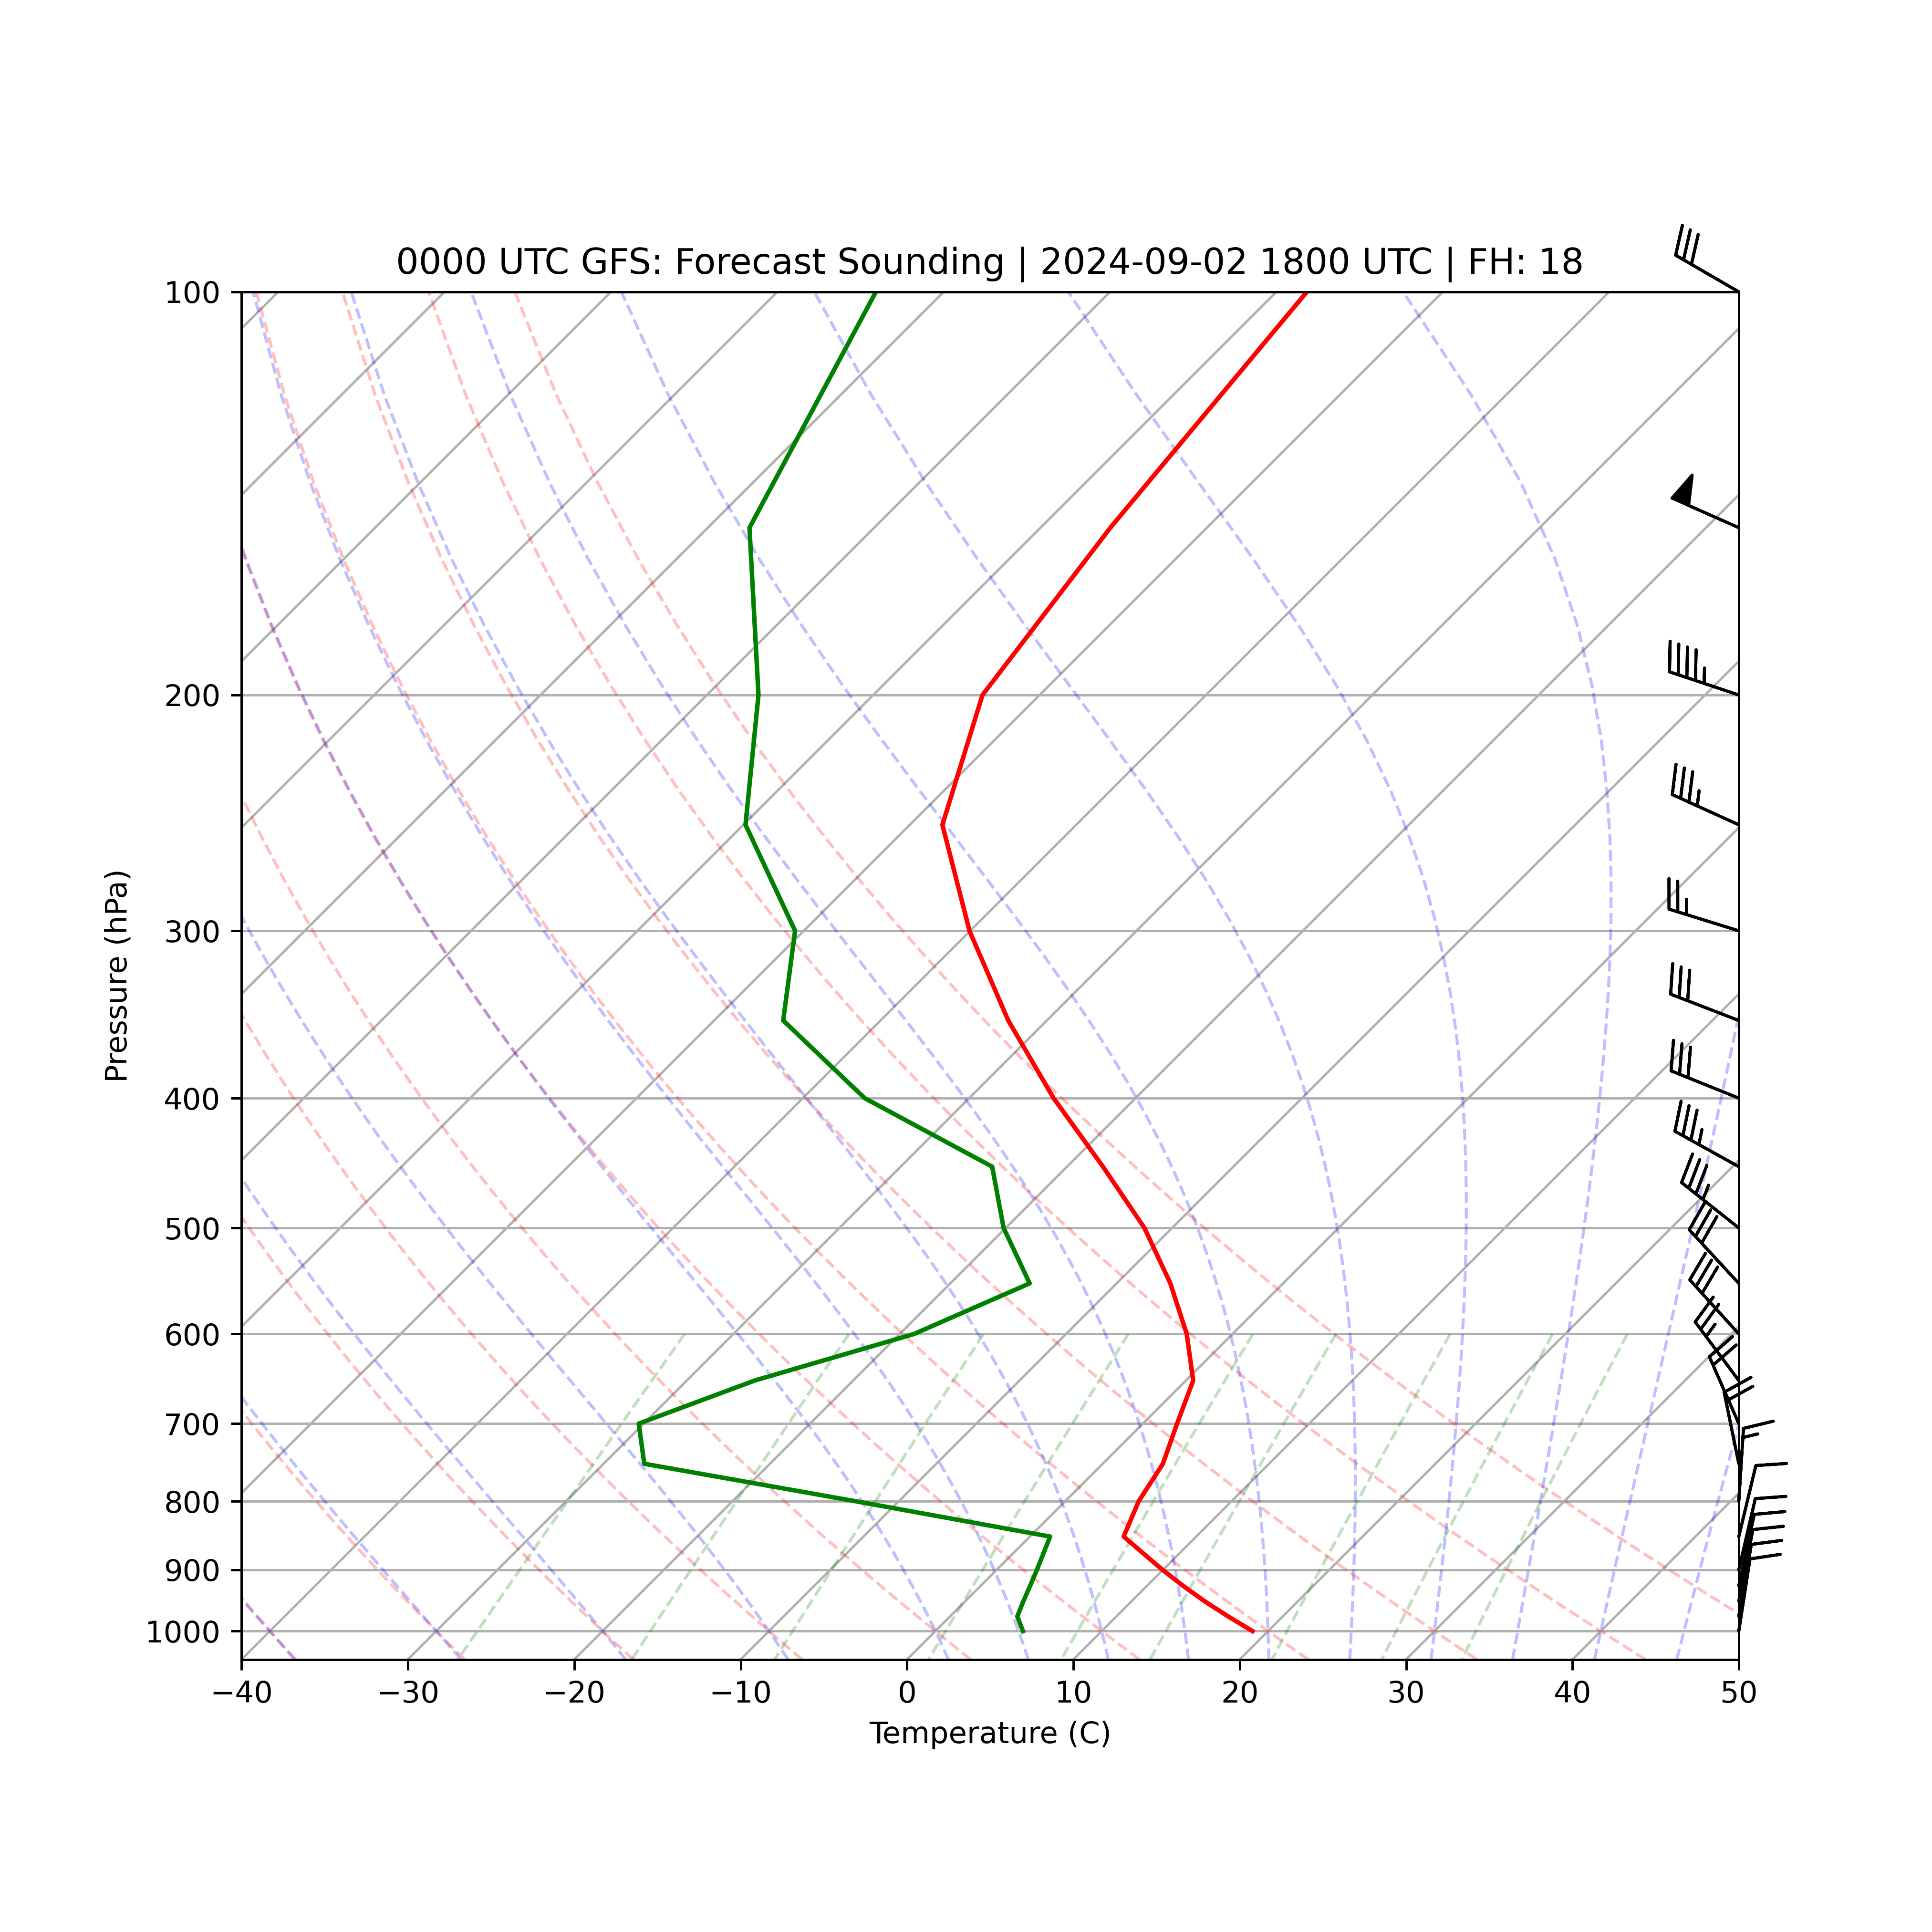 0000 UTC GFS: Forecast Sounding | 2024-09-02 1800 UTC | FH: 18
100
200
300
400
500
600
700
800
900
1000
Pressure (hPa)
−40 −30 −20 −10 0 10 20 30 40 50
Temperature (C)